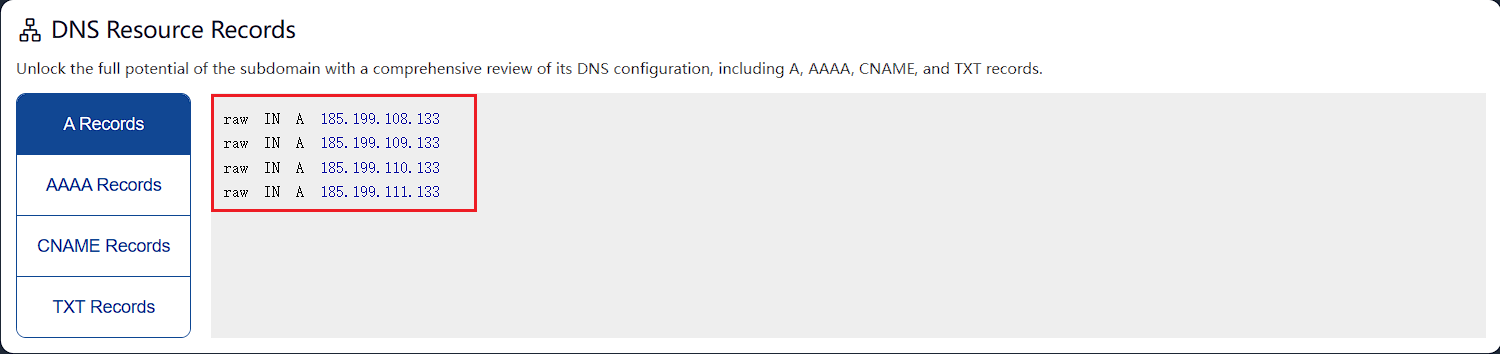 DNS Resource Records
Unlock the full potential of the subdomain with a comprehensive review of its DNS configuration, including A, AAAA, CNAME, and TXT records.
A Records
AAAA Records
CNAME Records
TXT Records
raw IN A 185.199.108.133
raw IN A 185.199.109.133
raw IN A 185.199.110.133
raw IN A 185.199.111.133